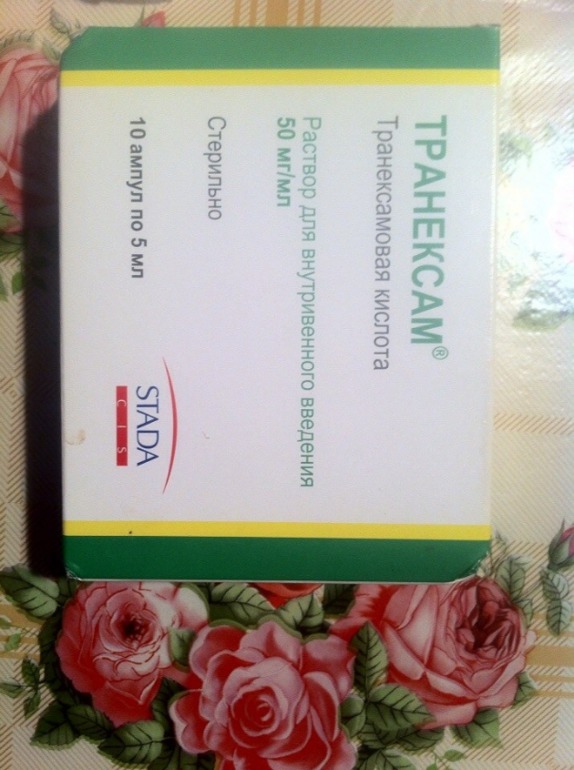 ТРАНЕКСАМ®
Транексамовая кислота
Раствор для внутривенного введения
50 мг/мл
Стерильно
10 ампул по 5 мл
STADA
CIS